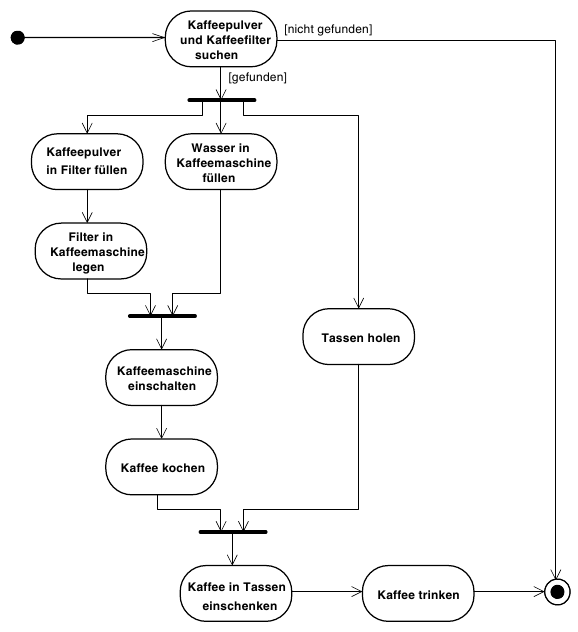 Kaffeepulver
und Kaffeefilter
suchen
[nicht gefunden]
[gefunden]
Kaffeepulver
in Filter füllen
Wasser in
Kaffeemaschine
füllen
Filter in
Kaffeemaschine
legen
Tassen holen
Kaffeemaschine
einschalten
Kaffee kochen
Kaffee in Tassen
einschenken
Kaffee trinken